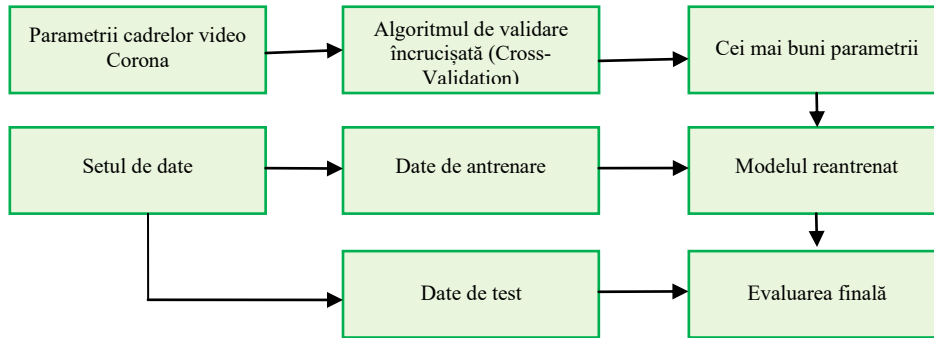 Parametrii cadrelor video
Corona
Algoritmul de validare
încrucișată (Cross-
Validation)
Cei mai buni parametrii
Setul de date
Date de antrenare
Modelul reantrenat
Date de test
Evaluarea finală